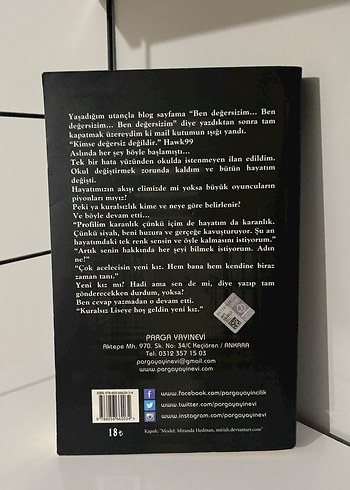 Yaşadığım utançla blog sayfama "Ben değersizim... Ben
değersizim... Ben değersizim" diye yazdıktan sonra tam
kapatmak üzereydim ki mail kutumun ışığı yandı.
"Kimse değersiz değildir." Hawk99
Aslında her şey böyle başlamıştı...
Tek bir hata yüzünden okulda istenmeyen ilan edildim.
Okul değiştirmek zorunda kaldım ve bütün hayatım
değişti.
Hayatımızın akışı elimizde mi yoksa büyük oyuncuların
piyonları mıyız?
Peki ya kuralsızlık kime ve neye göre belirlenir?
Ve böyle devam etti...
"Profilim karanlık çünkü içim de hayatım da karanlık.
Çünkü siyah, beni huzura ve gerçeğe kavuşturuyor. Şu an
hayatımdaki tek renk sensin ve öyle kalmasını istiyorum."
"Artık senin hakkında her şeyi bilmek istiyorum. Adın
ne?"
"Çok acelecisin yeni kız. Hem bana hem kendine biraz
zaman tanı."
Yeni kız mı? Hadi ama sen de mi, diye yazıp tam
gönderecekken durdum, yoksa?
Ben cevap yazmadan o devam etti.
"Kuralsız Liseye hoş geldin yeni kız."
PARGA YAYINEVİ
Aktepe Mh. 970. Sk. No: 34/C Keçiören / ANKARA
Tel: 0312 357 15 03
pargayayinevi@gmail.com
www.pargayayinevi.com
www.facebook.com/pargayayincilik
www.twitter.com/pargayayinevi
www.instagram.com/pargayayinevi
18 ₺
Kapak: "Model: Miranda Hedman, mirish.deviantart.com"